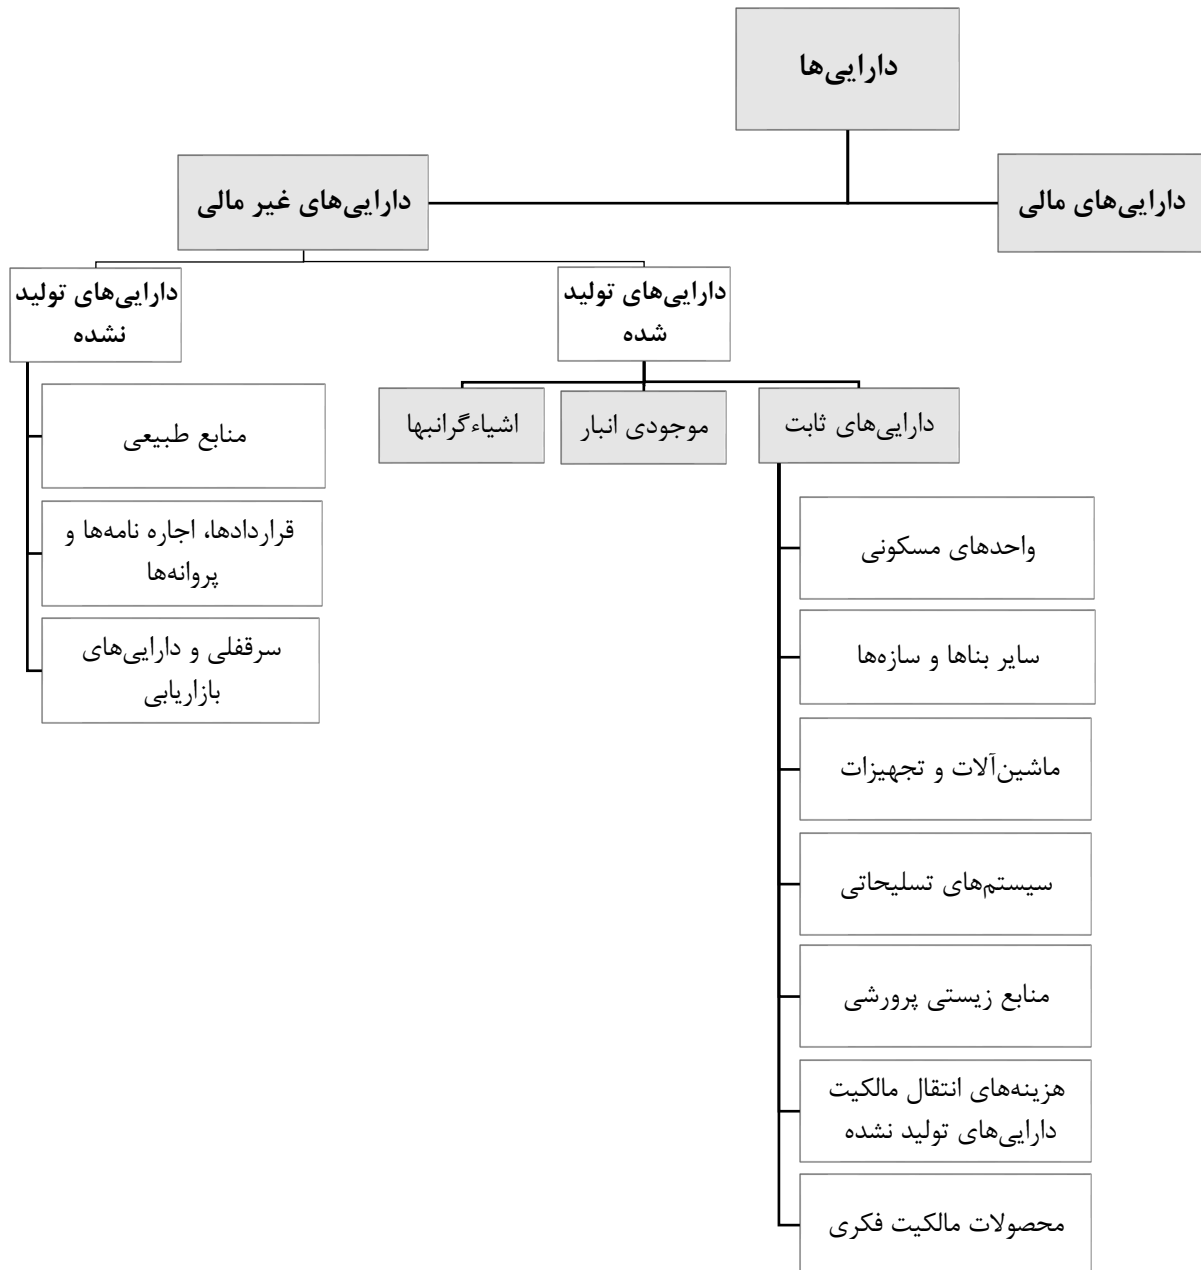 دارایی‌ها
دارایی‌های مالی
دارایی‌های غیر مالی
دارایی‌های تولید
شده
دارایی‌های تولید
نشده
دارایی‌های ثابت
موجودی انبار
اشیاءگرانبها
واحدهای مسکونی
سایر بناها و سازه‌ها
ماشین‌آلات و تجهیزات
سیستم‌های تسلیحاتی
منابع زیستی پرورشی
هزینه‌های انتقال مالکیت
دارایی‌های تولید نشده
محصولات مالکیت فکری
منابع طبیعی
قراردادها، اجاره نامه‌ها و
پروانه‌ها
سرقفلی و دارایی‌های
بازاریابی